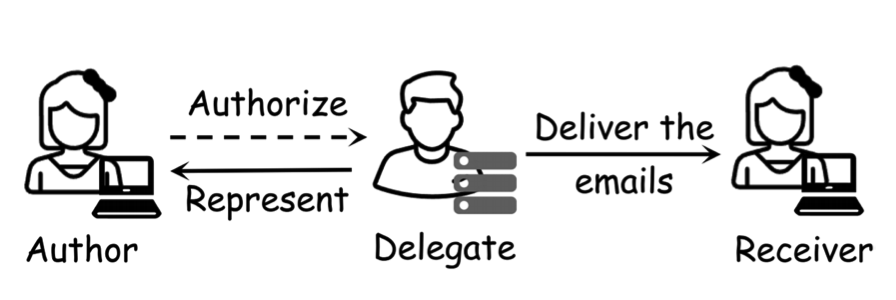 Authorize
Represent
Deliver the
emails
Author
Delegate
Receiver